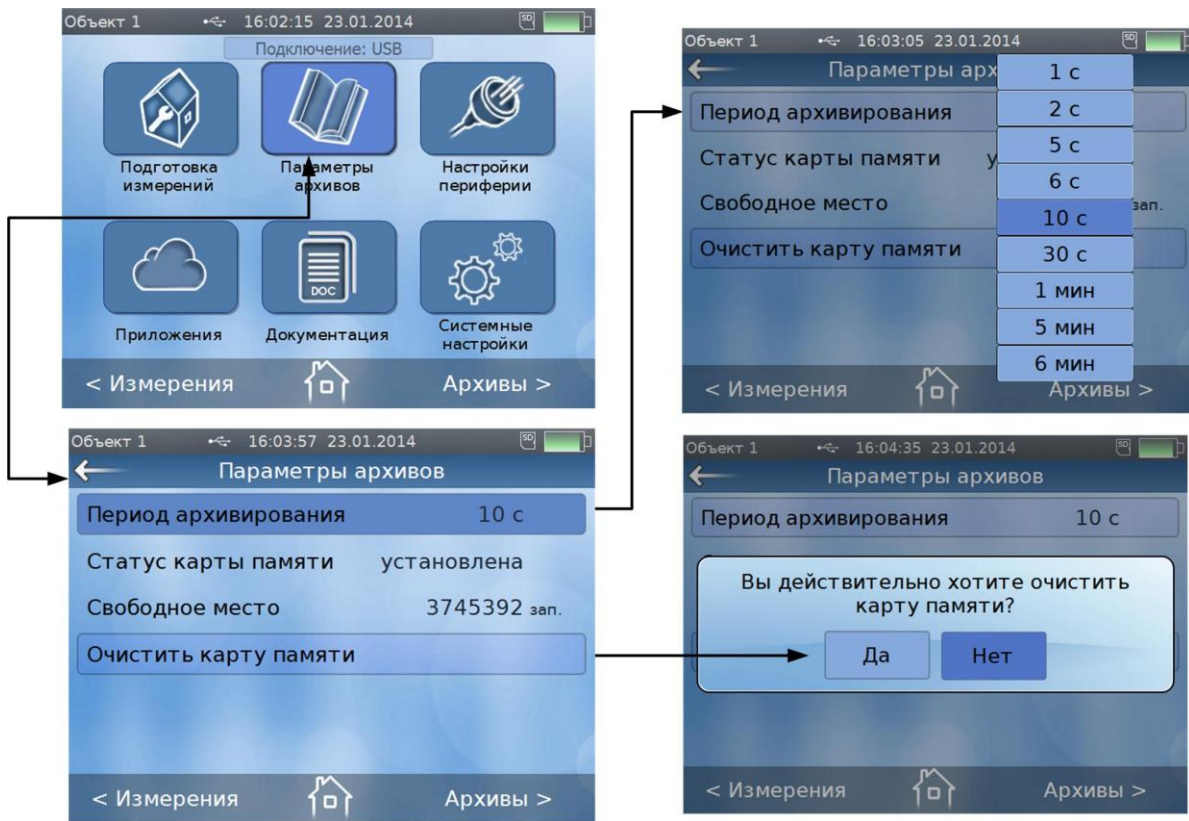 Объект 1 16:02:15 23.01.2014 SD
Подключение: USB
Подготовка
измерений
Параметры
архивов
Настройки
периферии
DOC
Приложения
Документация
Системные
настройки
< Измерения
Архивы >
Объект 1 16:03:05 23.01.2014 SD
Параметры арх
1 с
2 с
5 с
6 с
10 с
30 с
1 мин
5 мин
6 мин
Период архивирования
Статус карты памяти у
Свободное место зап.
Очистить карту памяти
< Измерения
Архивы >
Объект 1 16:03:57 23.01.2014 SD
Параметры архивов
Период архивирования 10 с
Статус карты памяти установлена
Свободное место 3745392 зап.
Очистить карту памяти
< Измерения
Архивы >
Объект 1 16:04:35 23.01.2014 SD
Параметры архивов
Период архивирования 10 с
Вы действительно хотите очистить
карту памяти?
Да Нет
< Измерения
Архивы >